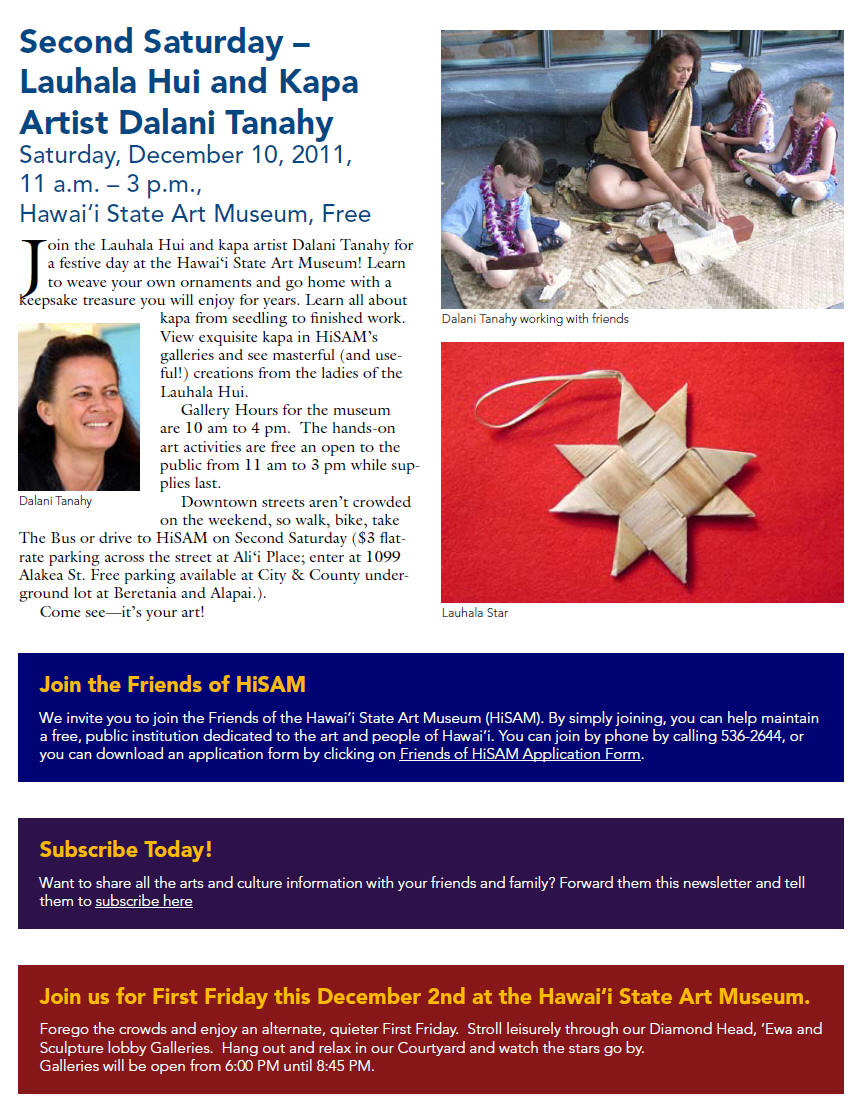 Second Saturday –
Lauhala Hui and Kapa
Artist Dalani Tanahy
Saturday, December 10, 2011,
11 a.m. – 3 p.m.,
Hawai‘i State Art Museum, Free
Join the Lauhala Hui and kapa artist Dalani Tanahy for
a festive day at the Hawai‘i State Art Museum! Learn
to weave your own ornaments and go home with a
keepsake treasure you will enjoy for years. Learn all about
kapa from seedling to finished work.
View exquisite kapa in HiSAM’s
galleries and see masterful (and use-
ful!) creations from the ladies of the
Lauhala Hui.
Gallery Hours for the museum
are 10 am to 4 pm.  The hands-on
art activities are free an open to the
public from 11 am to 3 pm while sup-
plies last.
Downtown streets aren’t crowded
on the weekend, so walk, bike, take
The Bus or drive to HiSAM on Second Saturday ($3 flat-
rate parking across the street at Ali‘i Place; enter at 1099
Alakea St. Free parking available at City & County under-
ground lot at Beretania and Alapai.).
Come see—it’s your art!
Dalani Tanahy
Dalani Tanahy working with friends
Lauhala Star
Join the Friends of HiSAM
We invite you to join the Friends of the Hawai‘i State Art Museum (HiSAM). By simply joining, you can help maintain
a free, public institution dedicated to the art and people of Hawai‘i. You can join by phone by calling 536-2644, or
you can download an application form by clicking on Friends of HiSAM Application Form.
Subscribe Today!
Want to share all the arts and culture information with your friends and family? Forward them this newsletter and tell
them to subscribe here
Join us for First Friday this December 2nd at the Hawai‘i State Art Museum.
Forego the crowds and enjoy an alternate, quieter First Friday.  Stroll leisurely through our Diamond Head, ‘Ewa and
Sculpture lobby Galleries.  Hang out and relax in our Courtyard and watch the stars go by.
Galleries will be open from 6:00 PM until 8:45 PM.